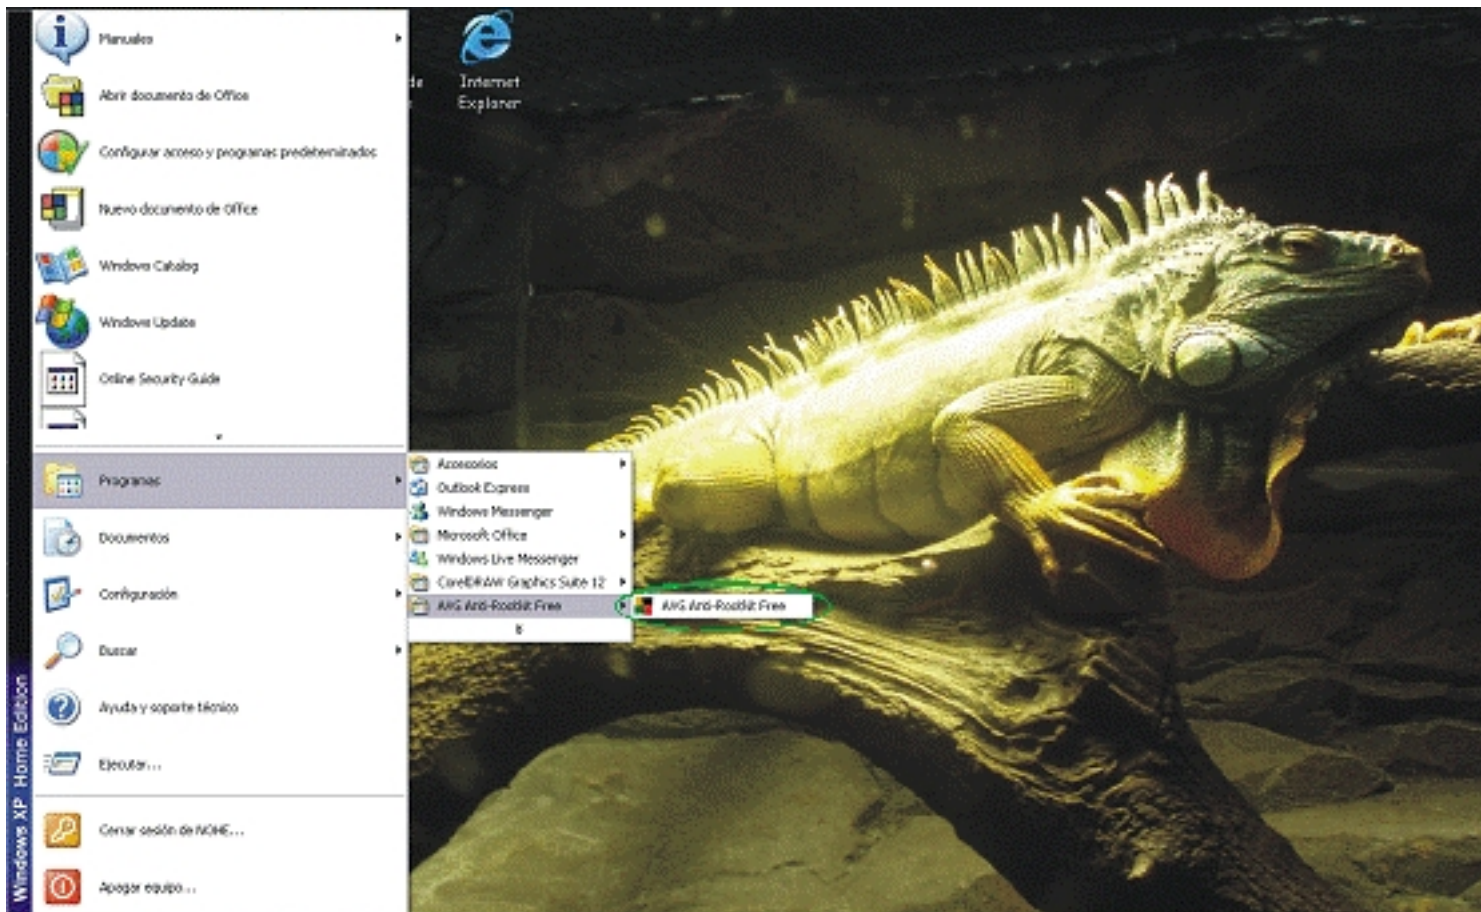 Manuales
Abrir documento de Office
Configurar acceso y programas predeterminados
Nuevo documento de Office
Windows Catalog
Windows Update
Online Security Guide
Programas
Documentos
Configuración
Buscar
Ayuda y soporte técnico
Ejecutar...
Cerrar sesión de NOHE...
Apagar equipo...
Windows XP Home Edition
de
Internet
Explorer
Accesorios
Outlook Express
Windows Messenger
Microsoft Office
Windows Live Messenger
CorelDRAW Graphics Suite 12
AVG Anti-Rootkit Free
AVG Anti-Rootkit Free